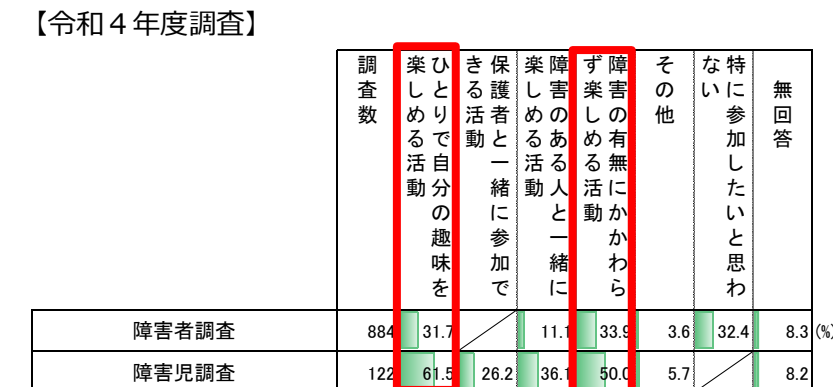 【令和４年度調査】
調査数
ひとりで自分の趣味を
楽しめる活動
保護者と一緒に参加で
きる活動
障害のある人と一緒に
楽しめる活動
障害の有無にかかわら
ず楽しめる活動
その他
特に参加したいと思わ
ない
無回答
障害者調査 884 31.7 11.1 33.9 3.6 32.4 8.3 (%)
障害児調査 122 61.5 26.2 36.1 50.0 5.7 8.2